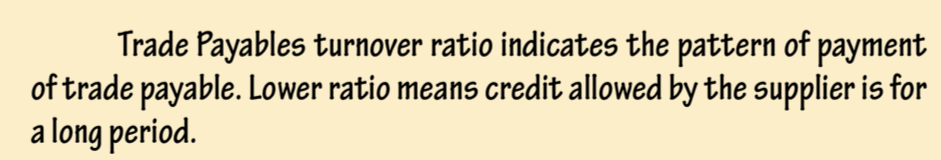 Trade Payables turnover ratio indicates the pattern of payment
of trade payable. Lower ratio means credit allowed by the supplier is for
a long period.